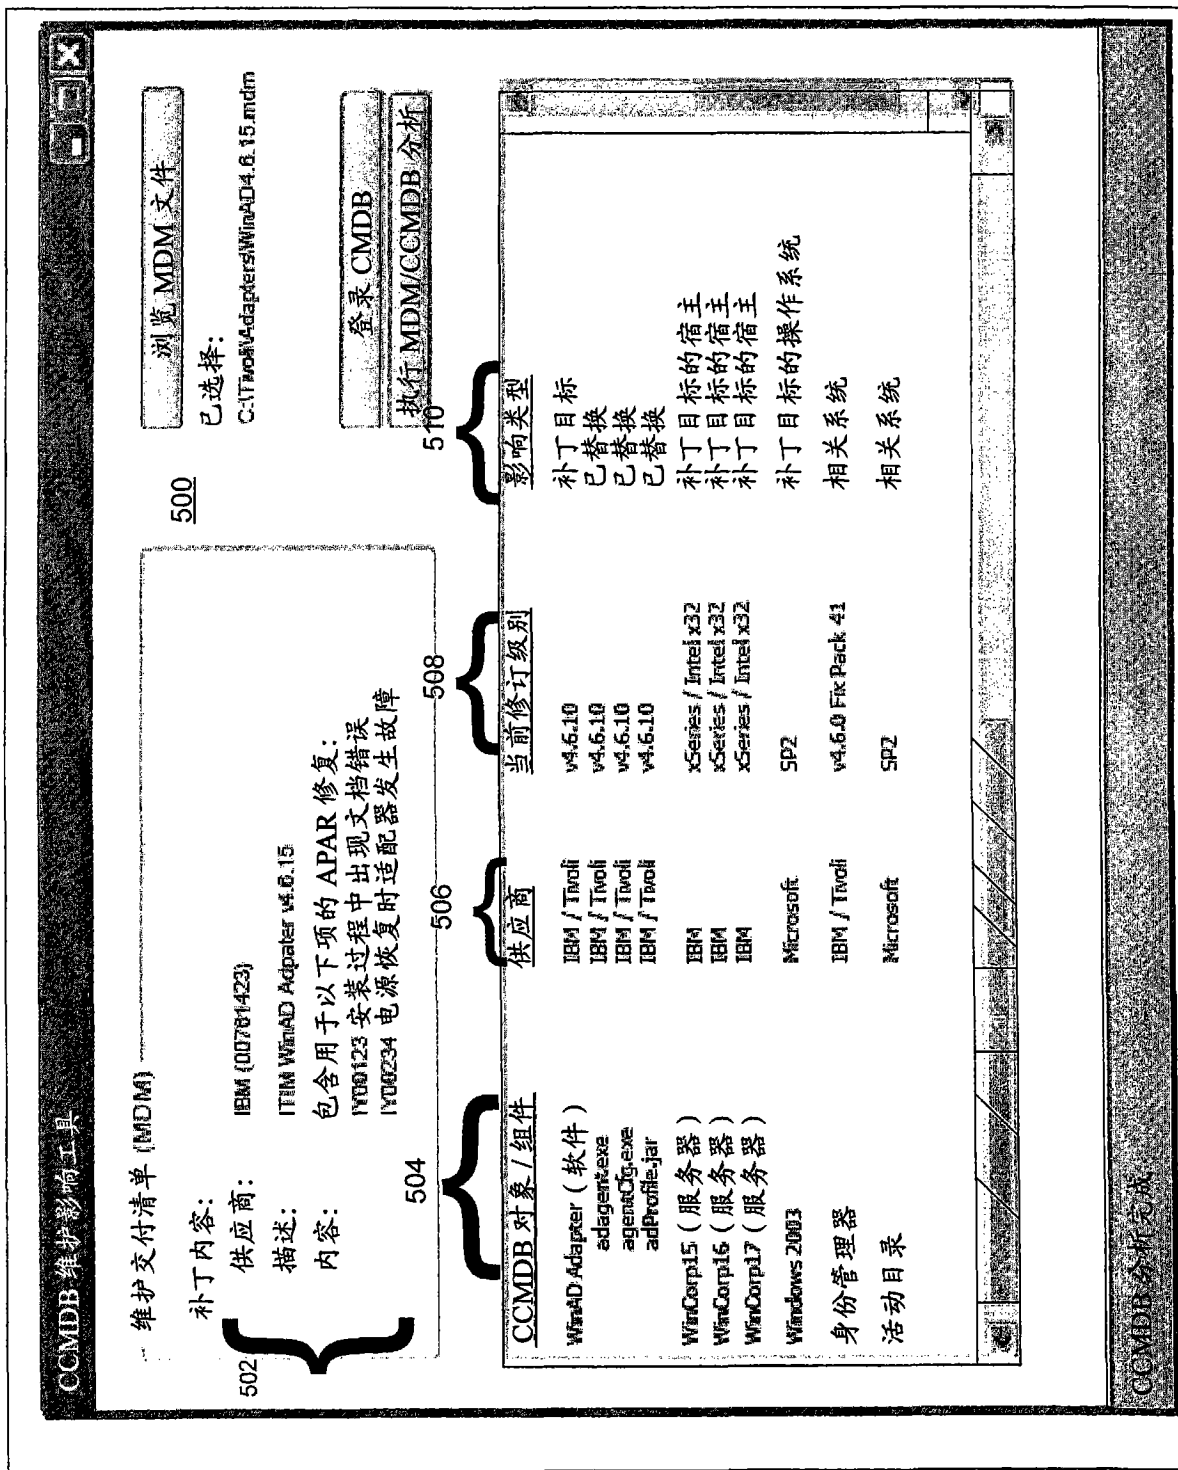 CCMDB 维护影响工具
维护交付清单 (MDM)
补丁内容：
供应商： IBM (00781423)
描述： ITIM WinAD Adpater v4.6.15
内容： 包含用于以下项的 APAR 修复：
IY00123 安装过程中出现文档错误
IY00234 电源恢复时适配器发生故障
502
500
浏览 MDM 文件
已选择：
C:\Tivoli\Adapters\WinAD4.6.15.mdm
登录 CMDB
执行 MDM/CCMDB 分析
504 506 508 510
CCMDB 对象 / 组件 供应商 当前修订级别 影响类型
WinAD Adapter（软件） IBM / Tivoli v4.6.10 补丁目标
adagent.exe IBM / Tivoli v4.6.10 已替换
agentCfg.exe IBM / Tivoli v4.6.10 已替换
adProfile.jar IBM / Tivoli v4.6.10 已替换
WinCorp15（服务器） IBM xSeries / Intel x32 补丁目标的宿主
WinCorp16（服务器） IBM xSeries / Intel x32 补丁目标的宿主
WinCorp17（服务器） IBM xSeries / Intel x32 补丁目标的宿主
Windows 2003 Microsoft SP2 补丁目标的操作系统
身份管理器 IBM / Tivoli v4.6.0 Fix Pack 41 相关系统
活动目录 Microsoft SP2 相关系统
CCMDB 分析完成